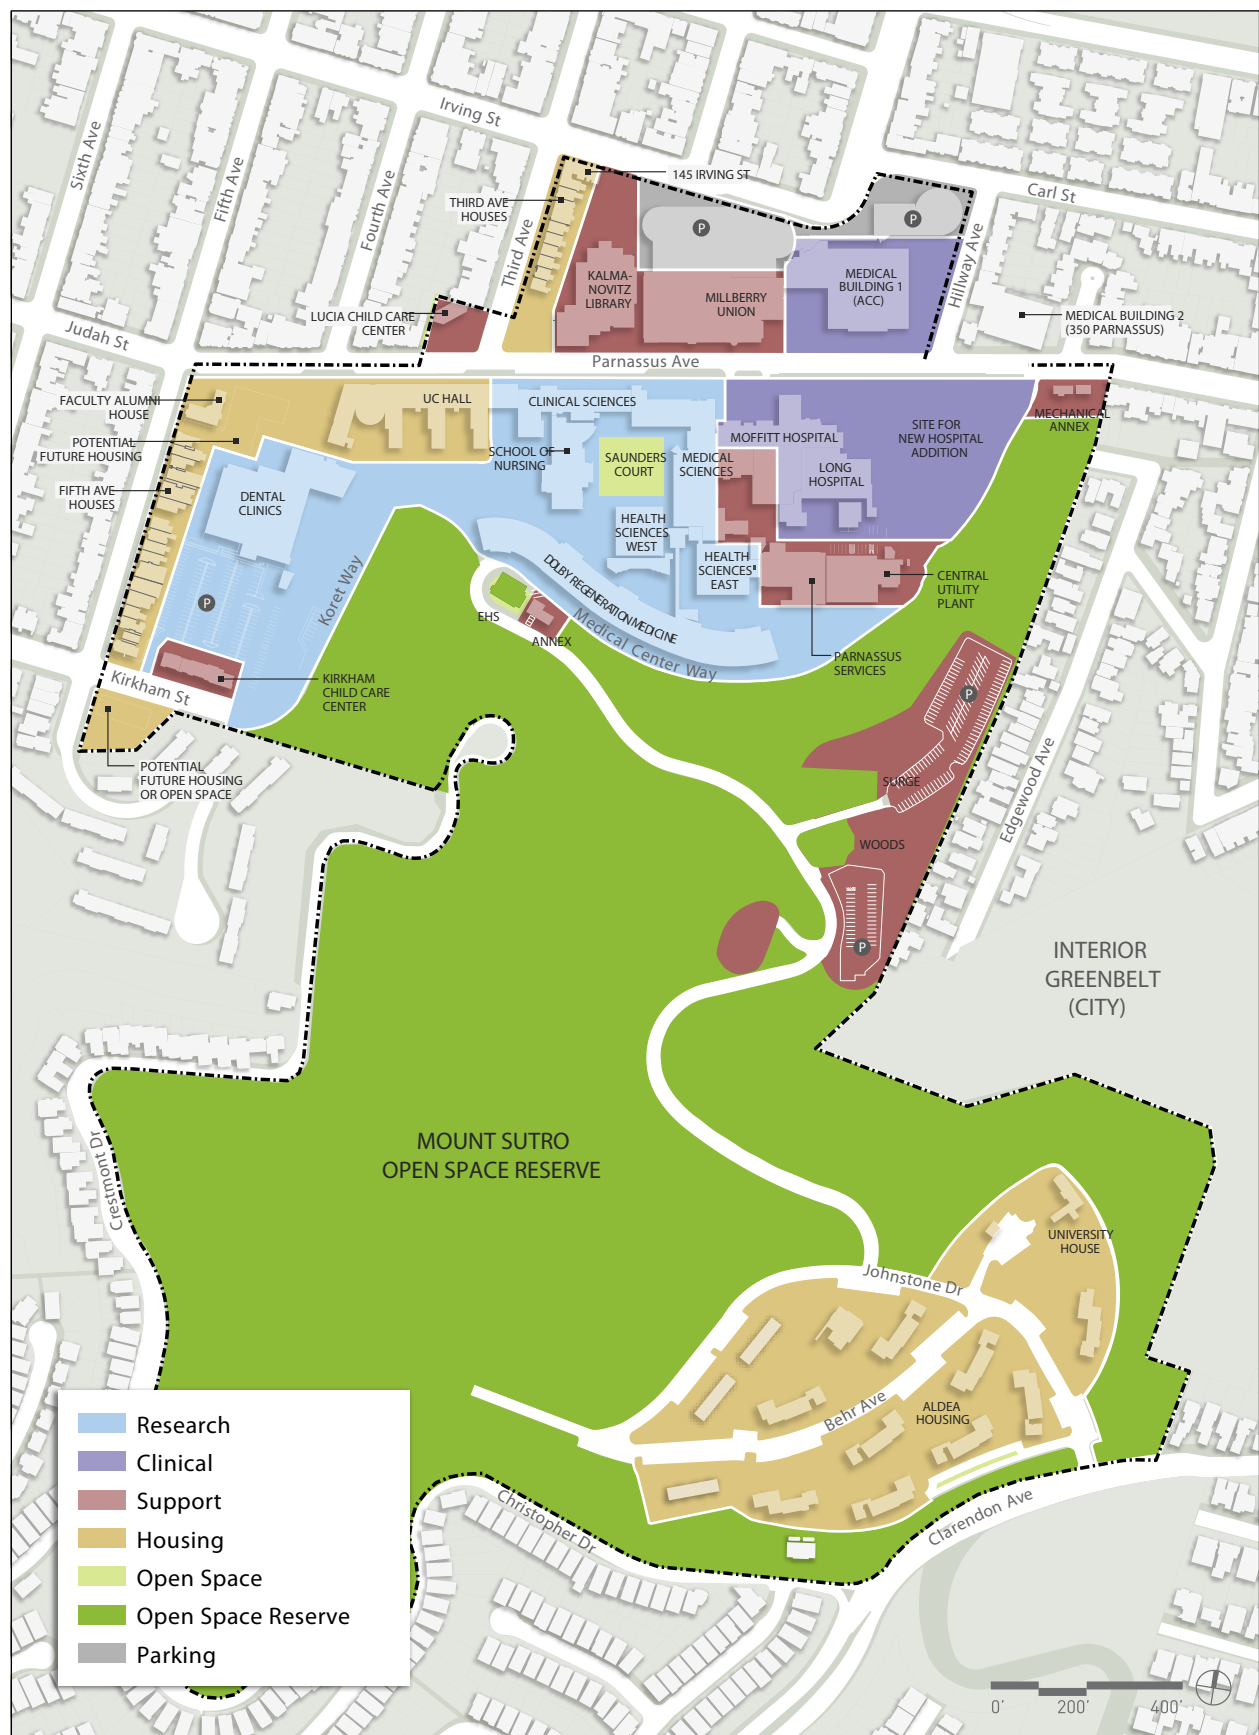 Irving St
Sixth Ave
Fifth Ave
Fourth Ave
Third Ave
145 IRVING ST
THIRD AVE
HOUSES
Carl St
P
P
Hillway Ave
KALMA-
NOVITZ
LIBRARY
MILLBERRY
UNION
MEDICAL
BUILDING 1
(ACC)
LUCIA CHILD CARE
CENTER
MEDICAL BUILDING 2
(350 PARNASSUS)
Judah St
Parnassus Ave
FACULTY ALUMNI
HOUSE
UC HALL
CLINICAL SCIENCES
MECHANICAL
ANNEX
POTENTIAL
FUTURE HOUSING
SCHOOL OF
NURSING
SAUNDERS
COURT
MEDICAL
SCIENCES
MOFFITT HOSPITAL
SITE FOR
NEW HOSPITAL
ADDITION
LONG
HOSPITAL
FIFTH AVE
HOUSES
DENTAL
CLINICS
HEALTH
SCIENCES
WEST
HEALTH
SCIENCES
EAST
DOLBY REGENERATION MEDICINE
CENTRAL
UTILITY
PLANT
Koret Way
P
EHS
ANNEX
Medical Center Way
PARNASSUS
SERVICES
Kirkham St
KIRKHAM
CHILD CARE
CENTER
P
POTENTIAL
FUTURE HOUSING
OR OPEN SPACE
SURGE
Edgewood Ave
WOODS
P
INTERIOR
GREENBELT
(CITY)
MOUNT SUTRO
OPEN SPACE RESERVE
Crestmont Dr
UNIVERSITY
HOUSE
Johnstone Dr
Behr Ave
ALDEA
HOUSING
Christopher Dr
Clarendon Ave
Research
Clinical
Support
Housing
Open Space
Open Space Reserve
Parking
0'
200'
400'